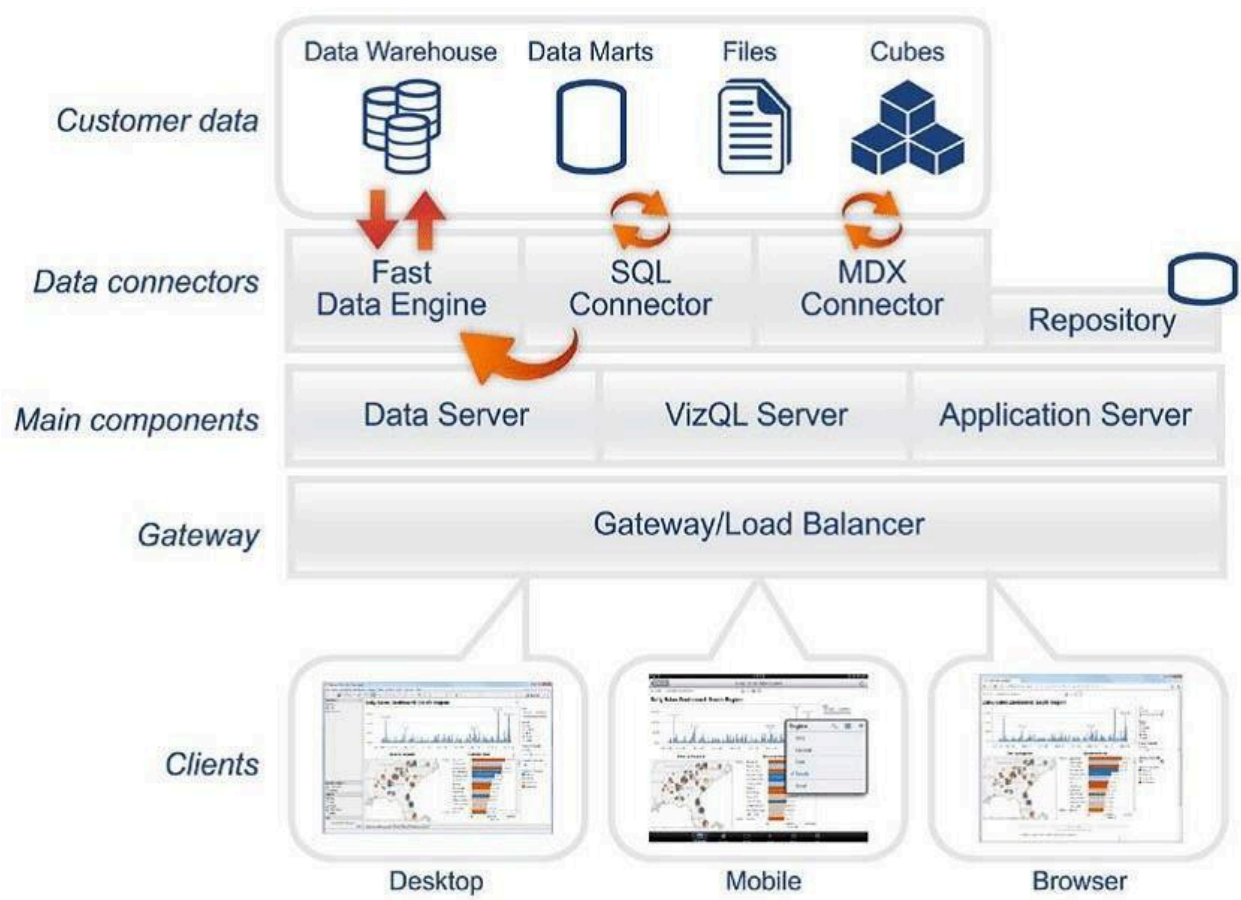 Data Warehouse
Data Marts
Files
Cubes
Customer data
Data connectors
Fast
Data Engine
SQL
Connector
MDX
Connector
Repository
Main components
Data Server
VizQL Server
Application Server
Gateway
Gateway/Load Balancer
Clients
Desktop
Mobile
Browser